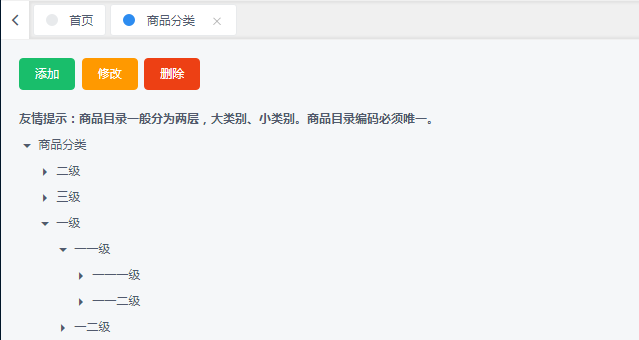 首页 商品分类
添加 修改 删除
友情提示：商品目录一般分为两层，大类别、小类别。商品目录编码必须唯一。
商品分类
二级
三级
一级
一一级
一一一级
一一二级
一二级